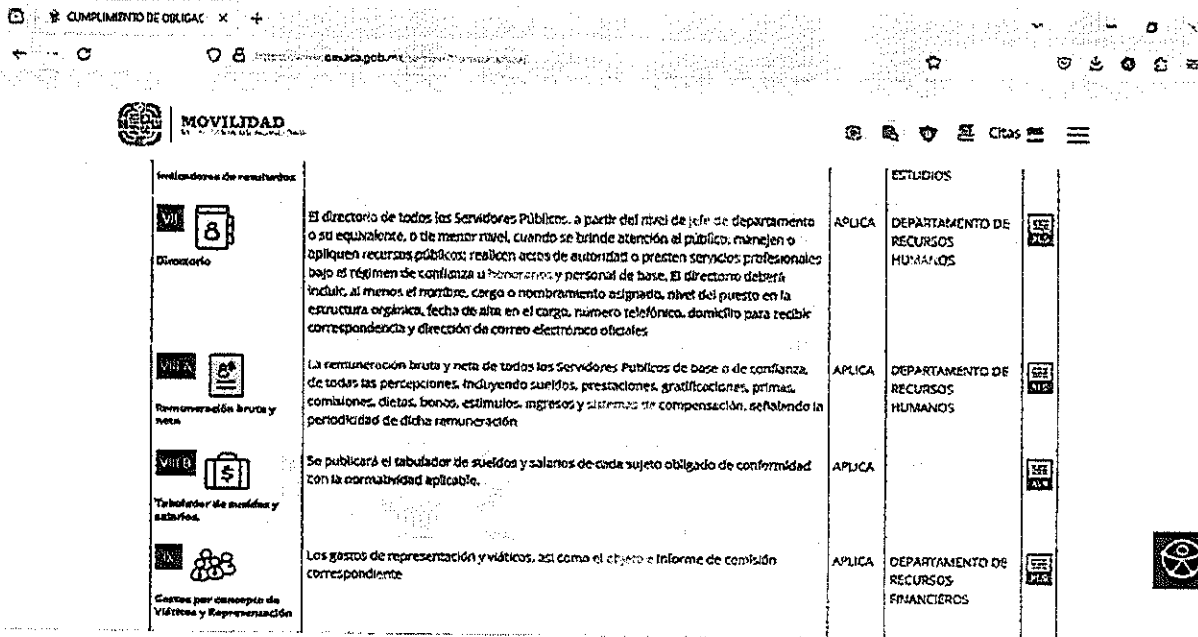 CUMPLIMIENTO DE OBLIGAC × +
oaxaca.gob.mx
MOVILIDAD
Citas
Indicadores de resultados
ESTUDIOS
VII
Directorio
El directorio de todos los Servidores Públicos, a partir del nivel de jefe de departamento
o su equivalente, o de menor nivel, cuando se brinde atención al público; manejen o
apliquen recursos públicos; realicen actos de autoridad o presten servicios profesionales
bajo el régimen de confianza u honorarios y personal de base. El directorio deberá
incluir, al menos el nombre, cargo o nombramiento asignado, nivel del puesto en la
estructura orgánica, fecha de alta en el cargo, número telefónico, domicilio para recibir
correspondencia y dirección de correo electrónico oficiales
APLICA
DEPARTAMENTO DE
RECURSOS
HUMANOS
VIII A
Remuneración bruta y
neta
La remuneración bruta y neta de todos los Servidores Publicos de base o de confianza,
de todas las percepciones, incluyendo sueldos, prestaciones, gratificaciones, primas,
comisiones, dietas, bonos, estímulos, ingresos y sistemas de compensación, señalando la
periodicidad de dicha remuneración
APLICA
DEPARTAMENTO DE
RECURSOS
HUMANOS
VIII B
Tabulador de sueldos y
salarios.
Se publicará el tabulador de sueldos y salarios de cada sujeto obligado de conformidad
con la normatividad aplicable.
APLICA
IX
Gastos por concepto de
Viáticos y Representación
Los gastos de representación y viáticos, así como el objeto e informe de comisión
correspondiente
APLICA
DEPARTAMENTO DE
RECURSOS
FINANCIEROS